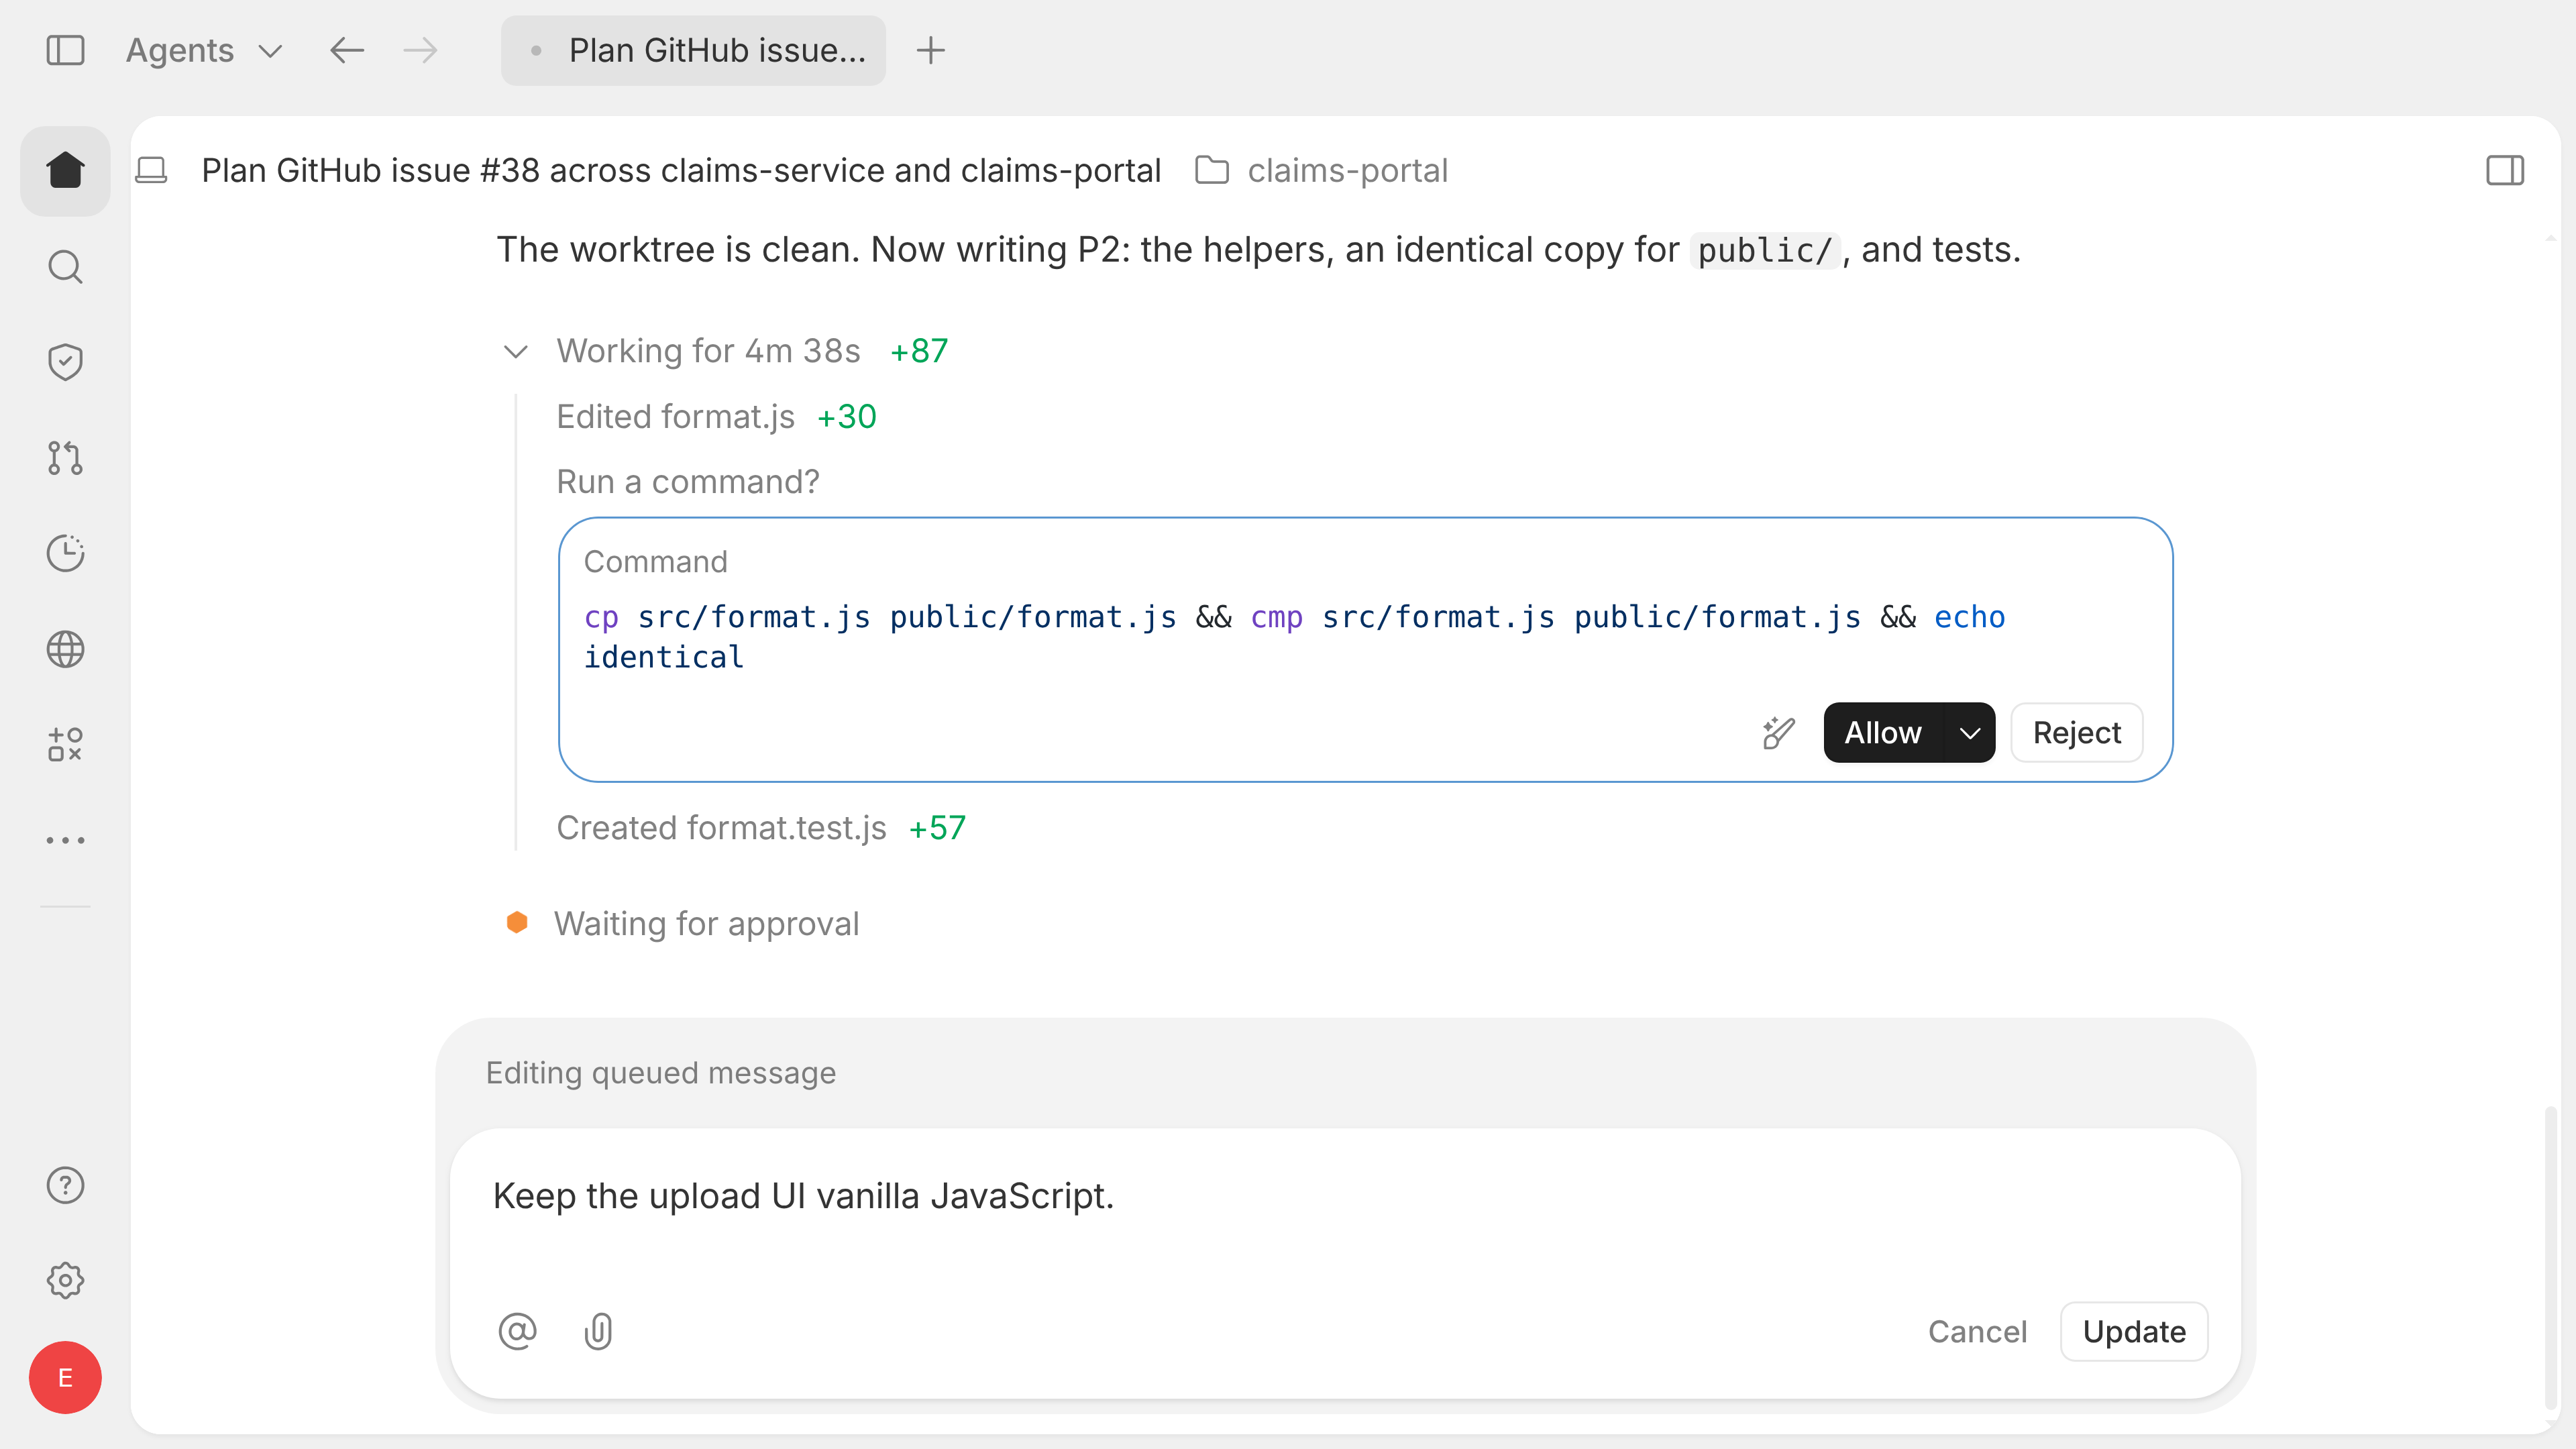 Agents
Plan GitHub issue...
Plan GitHub issue #38 across claims-service and claims-portal
claims-portal
The worktree is clean. Now writing P2: the helpers, an identical copy for public/, and tests.
Working for 4m 38s +87
Edited format.js +30
Run a command?
Command
cp src/format.js public/format.js && cmp src/format.js public/format.js && echo
identical
Allow
Reject
Created format.test.js +57
Waiting for approval
Editing queued message
Keep the upload UI vanilla JavaScript.
Cancel
Update
E